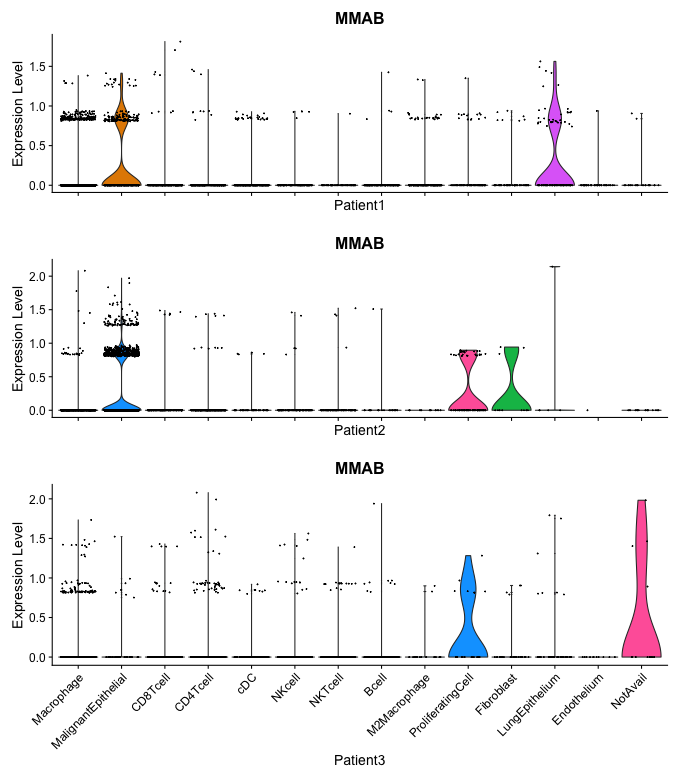 MMAB
Expression Level
1.5
1.0
0.5
0.0
Patient1
MMAB
Expression Level
2.0
1.5
1.0
0.5
0.0
Patient2
MMAB
Expression Level
2.0
1.5
1.0
0.5
0.0
Macrophage
MalignantEpithelial
CD8Tcell
CD4Tcell
cDC
NKcell
NKTcell
Bcell
M2Macrophage
ProliferatingCell
Fibroblast
LungEpithelium
Endothelium
NotAvail
Patient3